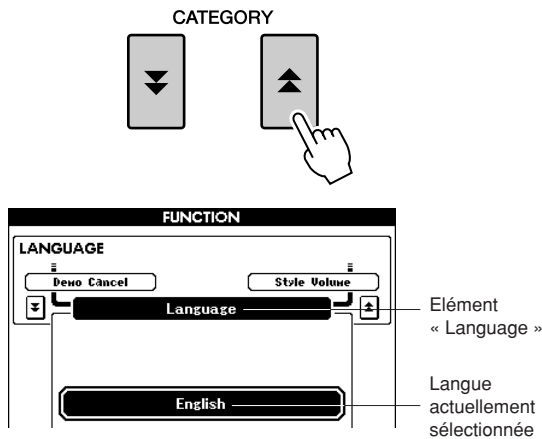 CATEGORY
FUNCTION
LANGUAGE
Demo Cancel
Style Volume
Language
English
Elément
« Language »
Langue
actuellement
sélectionnée